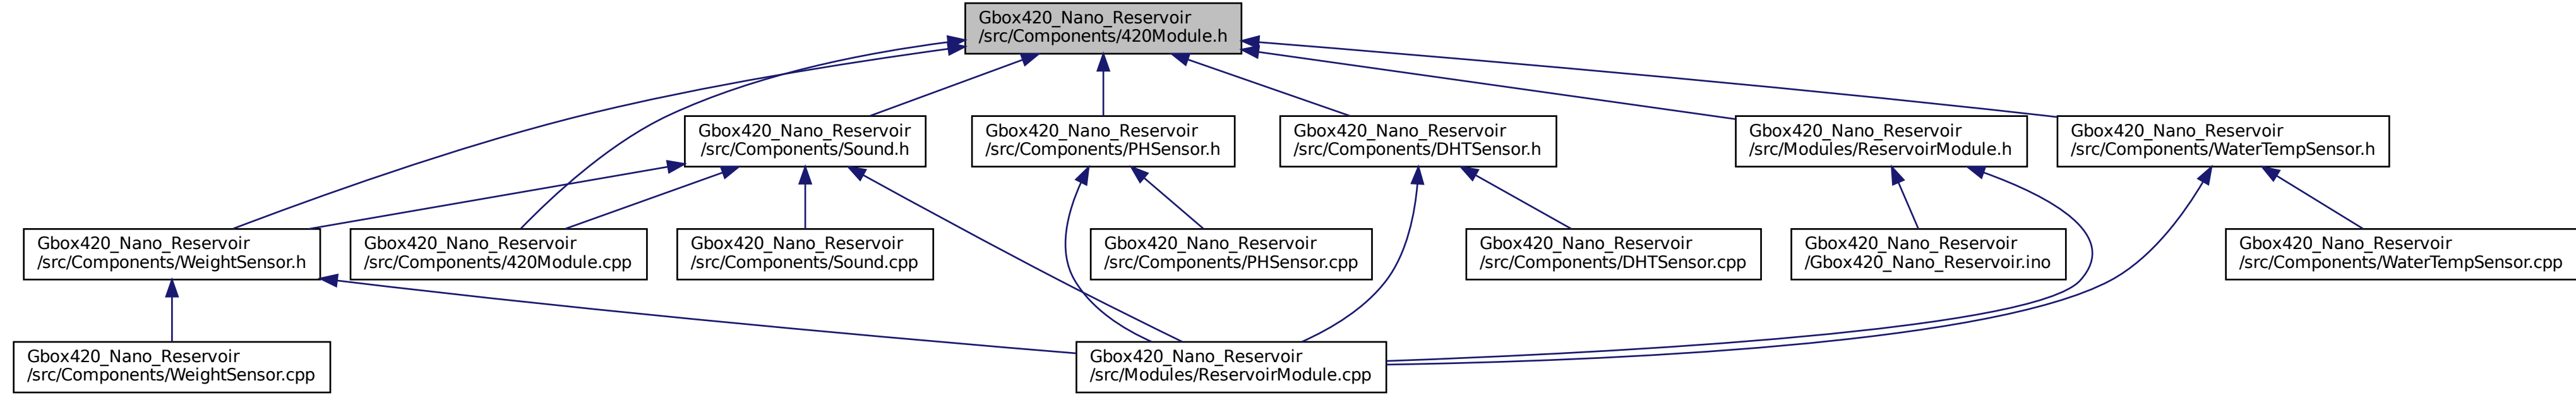 Gbox420_Nano_Reservoir
/src/Components/420Module.h
Gbox420_Nano_Reservoir
/src/Components/Sound.h
Gbox420_Nano_Reservoir
/src/Components/PHSensor.h
Gbox420_Nano_Reservoir
/src/Components/DHTSensor.h
Gbox420_Nano_Reservoir
/src/Modules/ReservoirModule.h
Gbox420_Nano_Reservoir
/src/Components/WaterTempSensor.h
Gbox420_Nano_Reservoir
/src/Components/WeightSensor.h
Gbox420_Nano_Reservoir
/src/Components/420Module.cpp
Gbox420_Nano_Reservoir
/src/Components/Sound.cpp
Gbox420_Nano_Reservoir
/src/Components/PHSensor.cpp
Gbox420_Nano_Reservoir
/src/Components/DHTSensor.cpp
Gbox420_Nano_Reservoir
/Gbox420_Nano_Reservoir.ino
Gbox420_Nano_Reservoir
/src/Components/WaterTempSensor.cpp
Gbox420_Nano_Reservoir
/src/Components/WeightSensor.cpp
Gbox420_Nano_Reservoir
/src/Modules/ReservoirModule.cpp